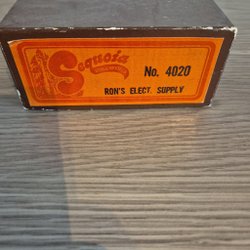 Sequoia
No. 4020
RON'S ELECT. SUPPLY